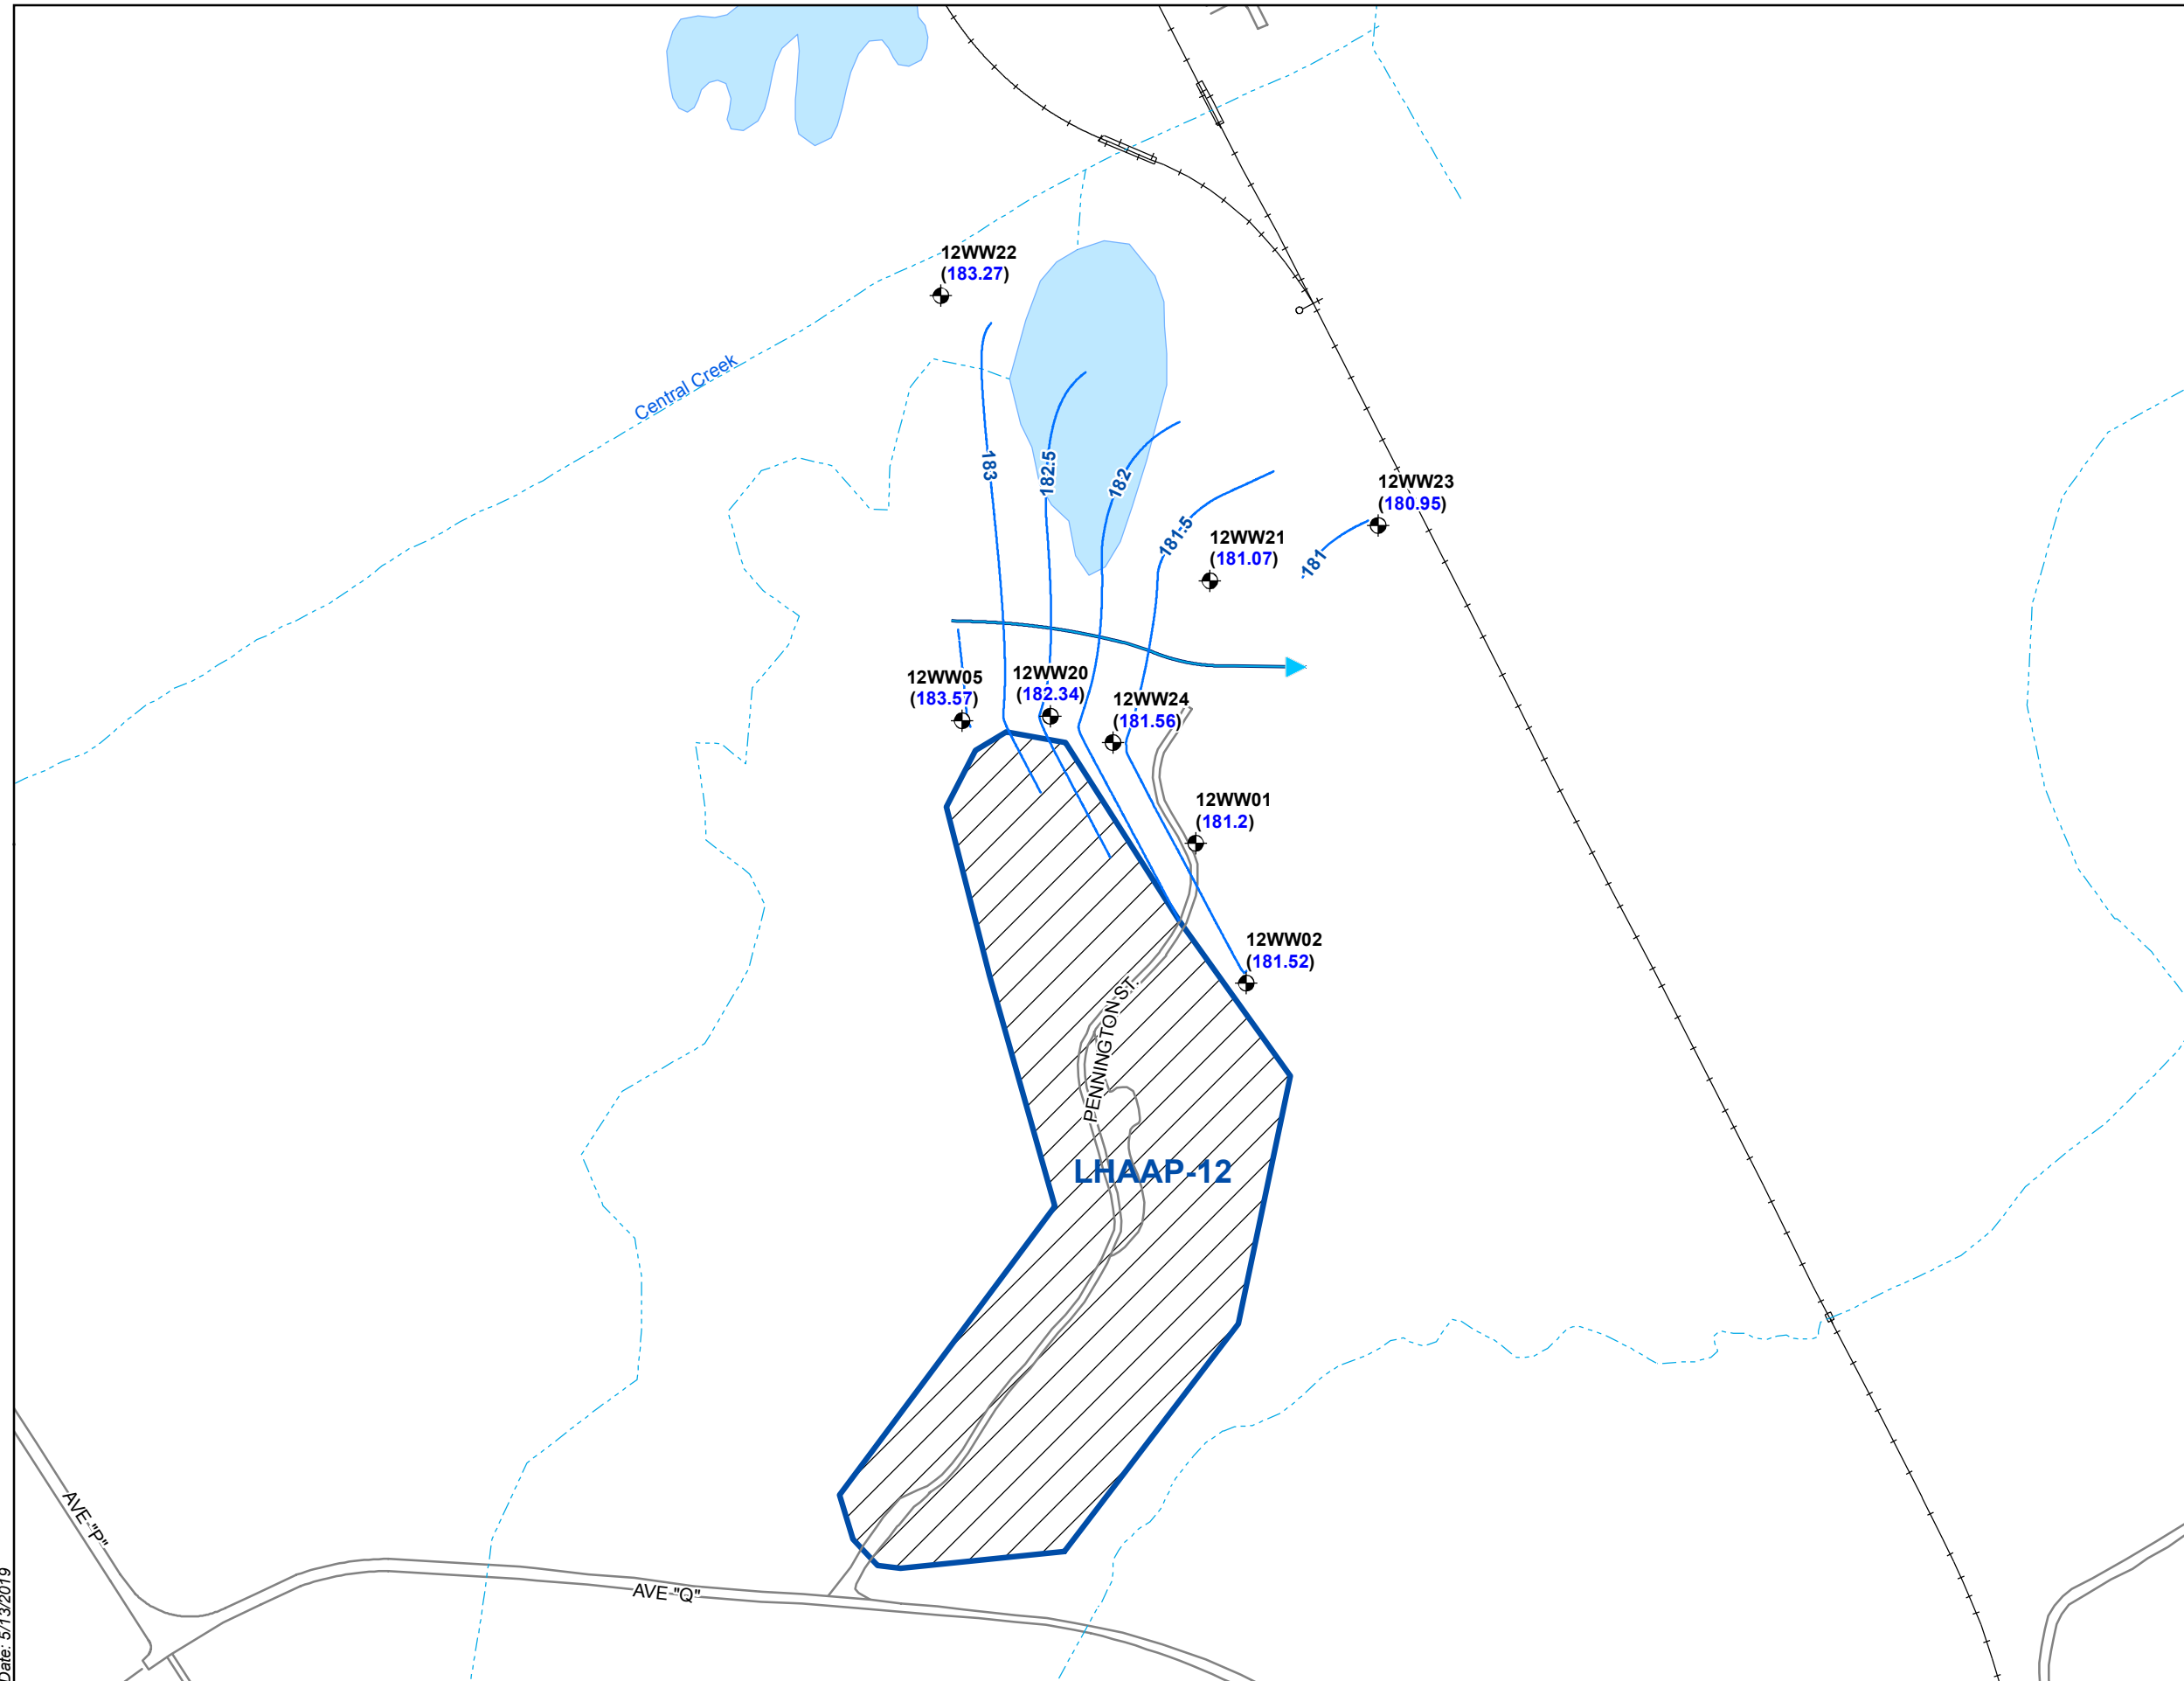 12WW22
(183.27)
Central Creek
183
182.5
182
181.5
181
12WW23
(180.95)
12WW21
(181.07)
12WW05
(183.57)
12WW20
(182.34)
12WW24
(181.56)
12WW01
(181.2)
12WW02
(181.52)
PENNINGTON ST.
LHAAP-12
AVE "P"
AVE "Q"
Date: 5/13/2019